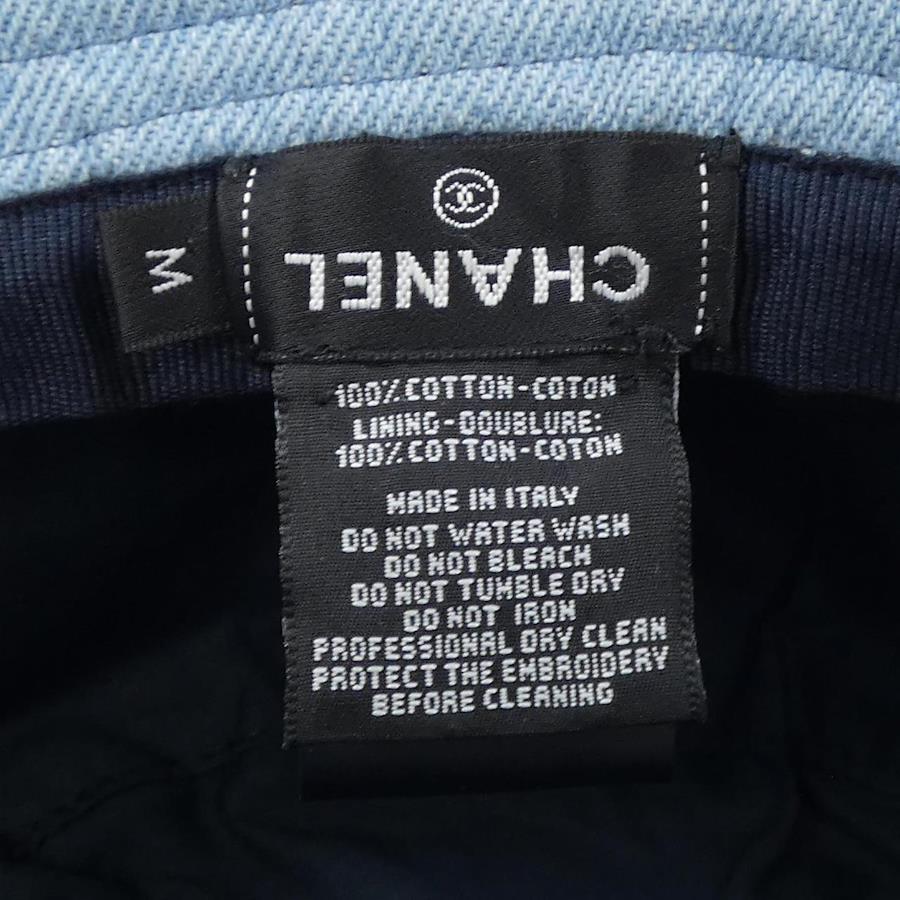 M
CHANEL
100% COTTON-COTON
LINING-DOUBLURE:
100% COTTON-COTON
MADE IN ITALY
DO NOT WATER WASH
DO NOT BLEACH
DO NOT TUMBLE DRY
DO NOT IRON
PROFESSIONAL DRY CLEAN
PROTECT THE EMBROIDERY
BEFORE CLEANING